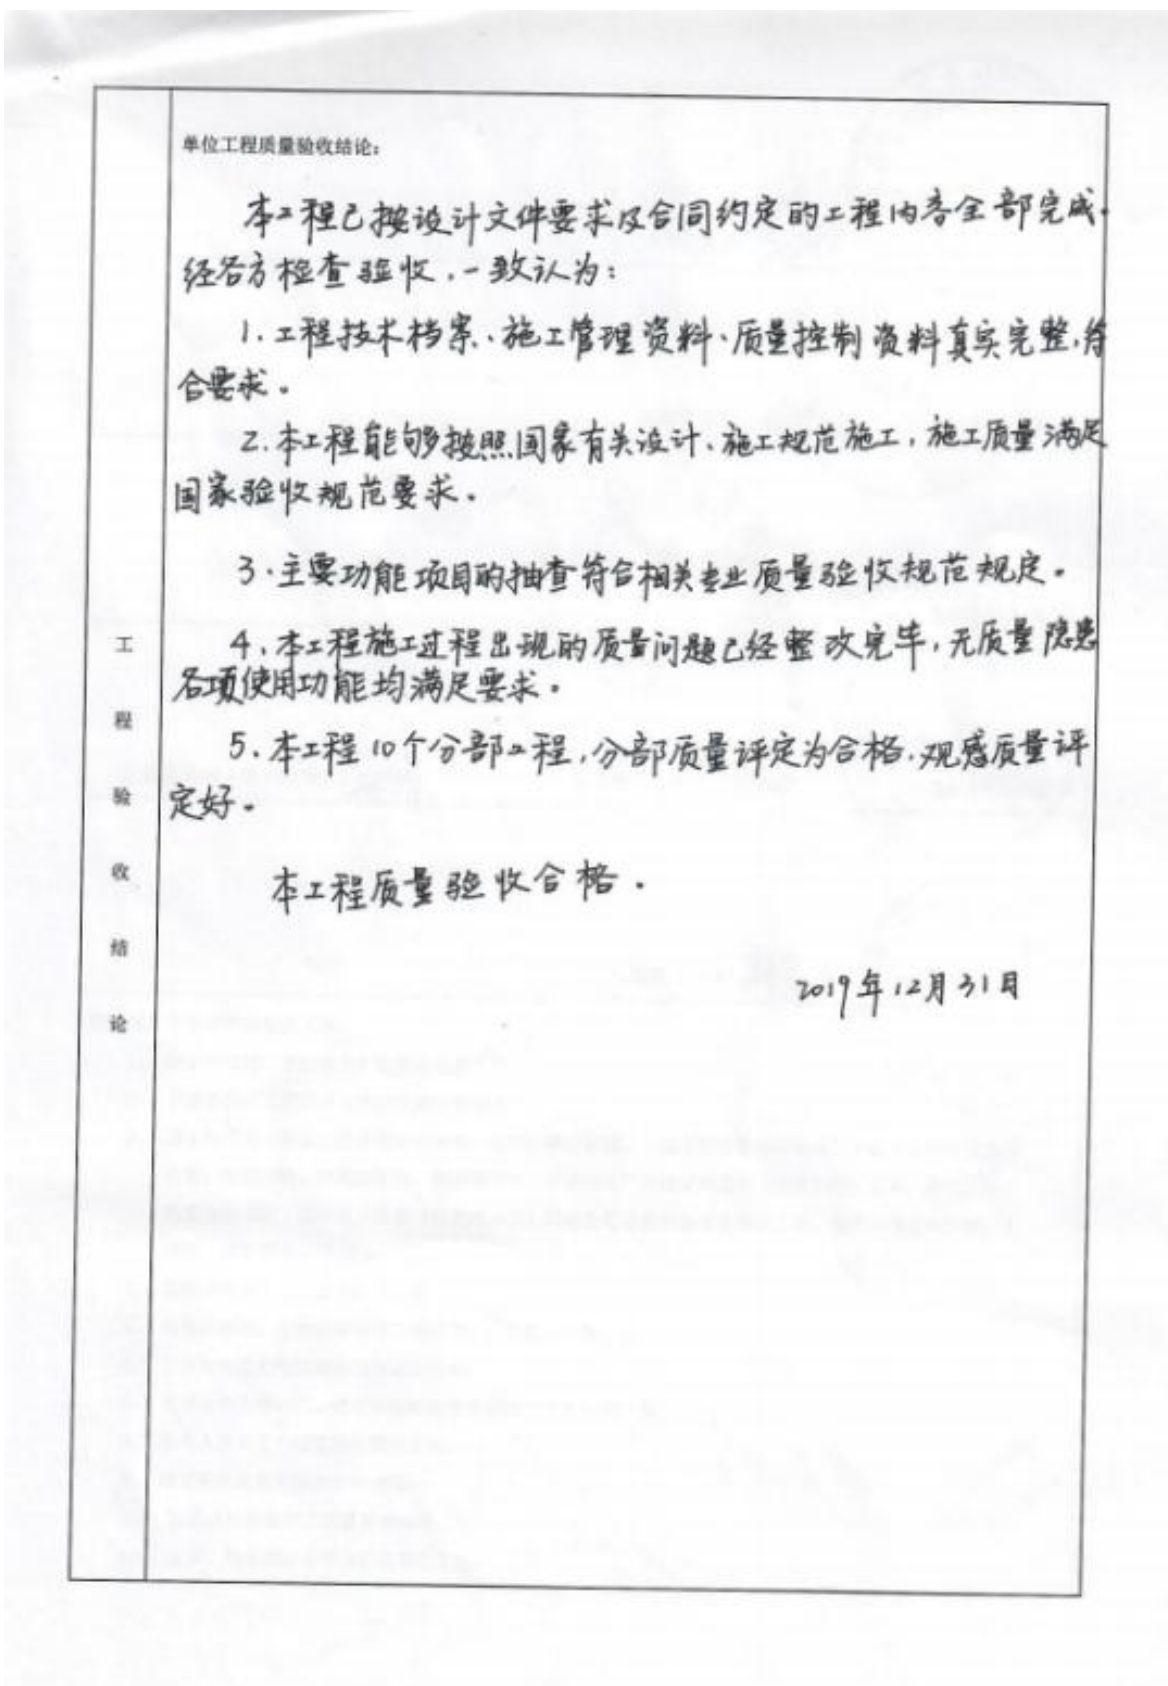 单位工程质量验收结论：
本工程已按设计文件要求及合同约定的工程内容全部完成，
经各方检查验收，一致认为：
1.工程技术档案、施工管理资料、质量控制资料真实完整，符
合要求。
2.本工程能够按照国家有关设计、施工规范施工，施工质量满足
国家验收规范要求。
3.主要功能项目的抽查符合相关专业质量验收规范规定。
4、本工程施工过程出现的质量问题已经整改完毕，无质量隐患
各项使用功能均满足要求。
5、本工程10个分部工程，分部质量评定为合格，观感质量评
定好。
本工程质量验收合格。
2019年12月31日
工程验收结论